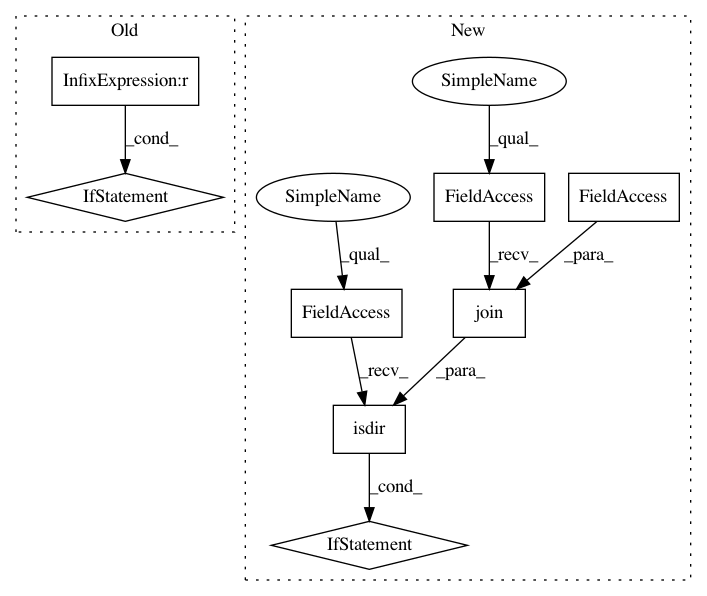 Old
New
InfixExpression:r
SimpleName
_cond_
_qual_
IfStatement
SimpleName
FieldAccess
FieldAccess
_qual_
_recv_
_para_
FieldAccess
join
_recv_
_para_
isdir
_cond_
IfStatement